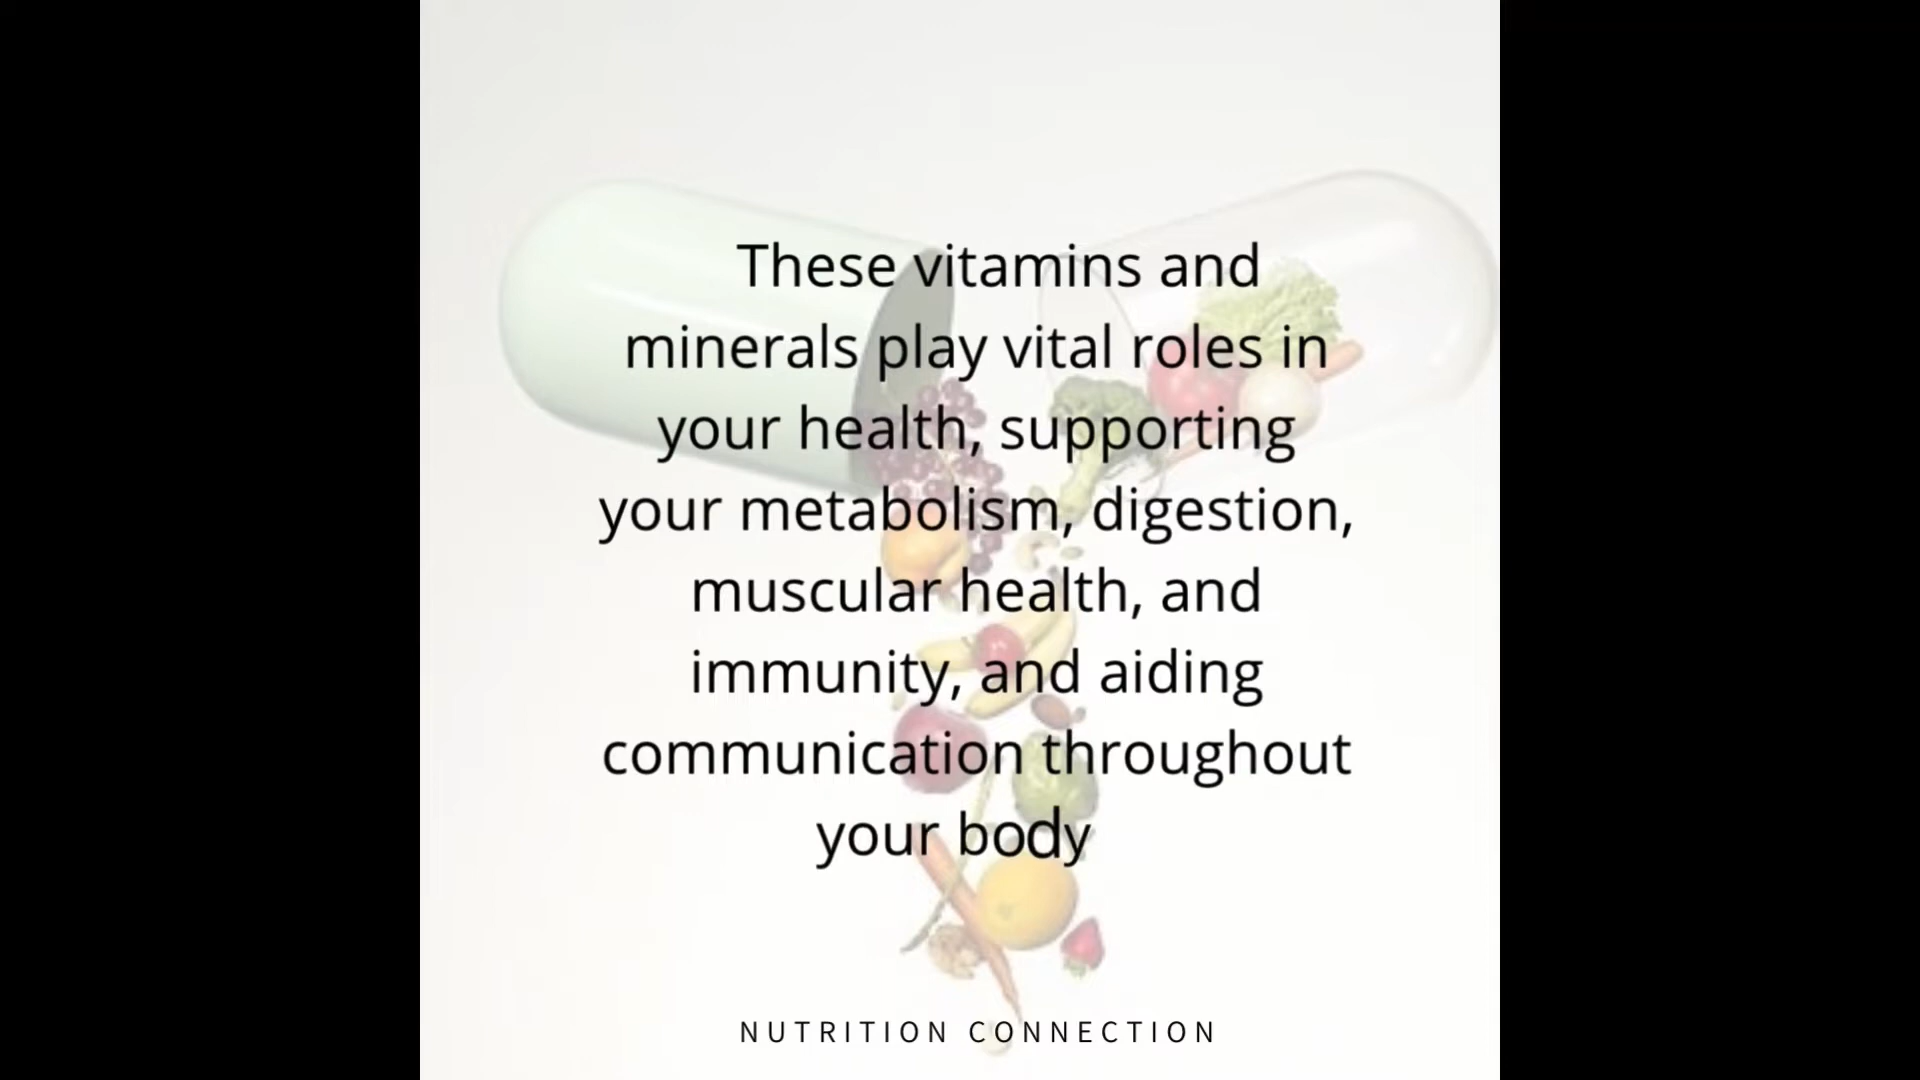 These vitamins and
minerals play vital roles in
your health, supporting
your metabolism, digestion,
muscular health, and
immunity, and aiding
communication throughout
your body
NUTRITION CONNECTION